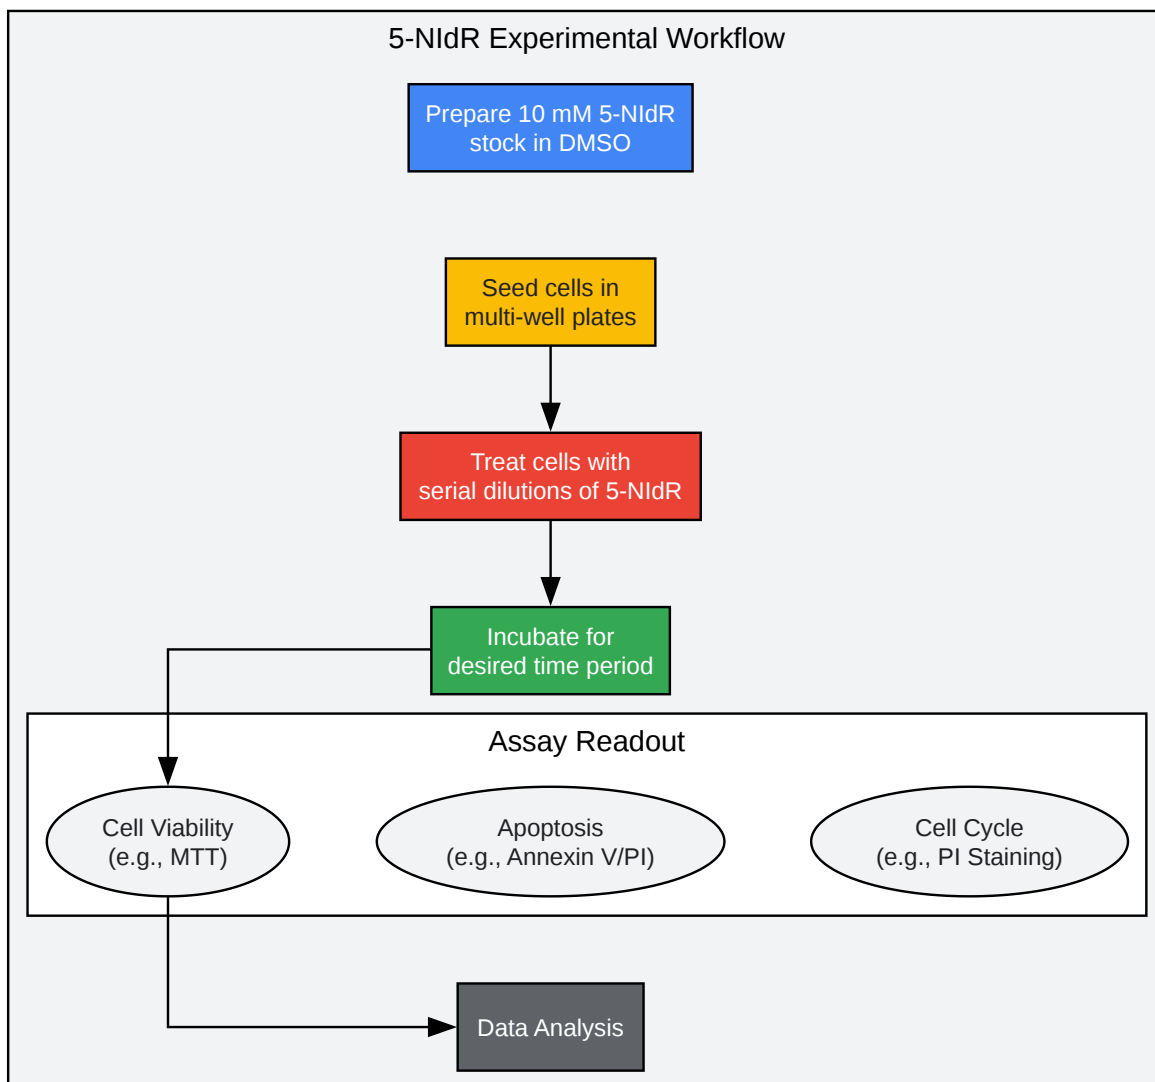 5-NIdR Experimental Workflow
Prepare 10 mM 5-NIdR
stock in DMSO
Seed cells in
multi-well plates
Treat cells with
serial dilutions of 5-NIdR
Incubate for
desired time period
Assay Readout
Cell Viability
(e.g., MTT)
Apoptosis
(e.g., Annexin V/PI)
Cell Cycle
(e.g., PI Staining)
Data Analysis